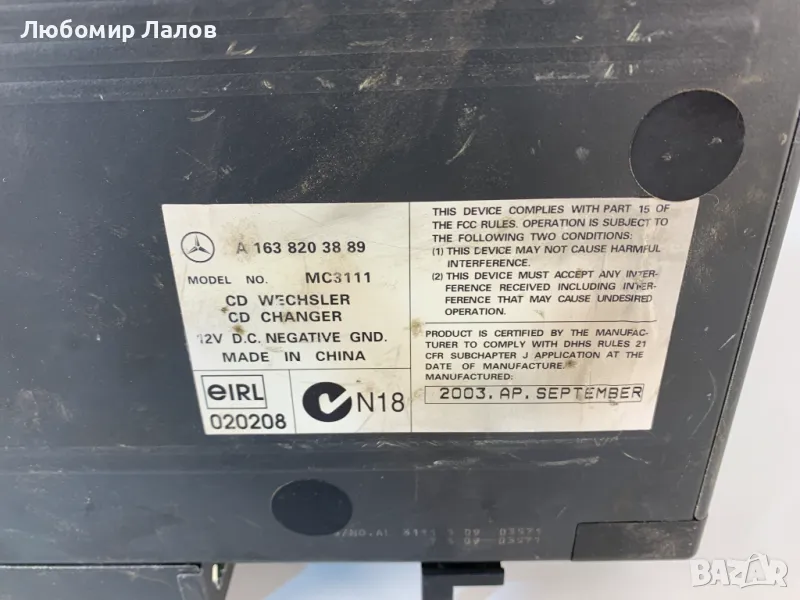 Любомир Лалов
A 163 820 38 89
MODEL NO. MC3111
CD WECHSLER
CD CHANGER
12V D.C. NEGATIVE GND.
MADE IN CHINA
eIRL
020208
N18
THIS DEVICE COMPLIES WITH PART 15 OF
THE FCC RULES. OPERATION IS SUBJECT TO
THE FOLLOWING TWO CONDITIONS:
(1) THIS DEVICE MAY NOT CAUSE HARMFUL
INTERFERENCE.
(2) THIS DEVICE MUST ACCEPT ANY INTER-
FERENCE RECEIVED INCLUDING INTER-
FERENCE THAT MAY CAUSE UNDESIRED
OPERATION.
PRODUCT IS CERTIFIED BY THE MANUFAC-
TURER TO COMPLY WITH DHHS RULES 21
CFR SUBCHAPTER J APPLICATION AT THE
DATE OF MANUFACTURE.
MANUFACTURED:
2003. AP. SEPTEMBER
BAZAR